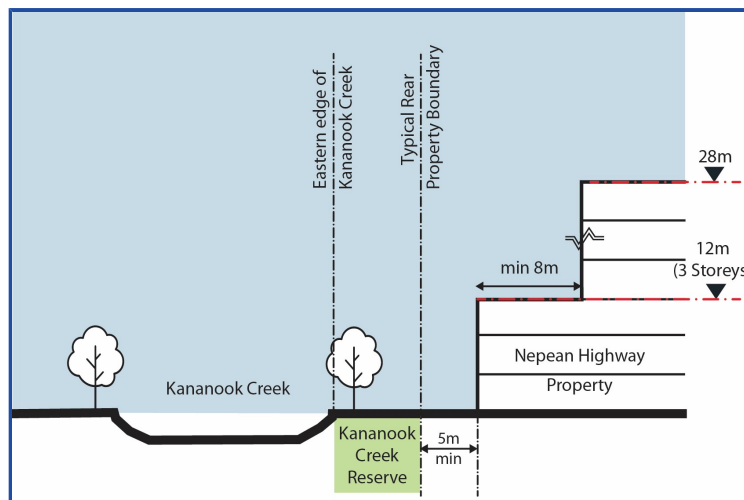 Eastern edge of
Kananook Creek
Typical Rear
Property Boundary
28m
12m
(3 Storeys
min 8m
Nepean Highway
Property
Kananook Creek
Kananook
Creek
Reserve
5m
min